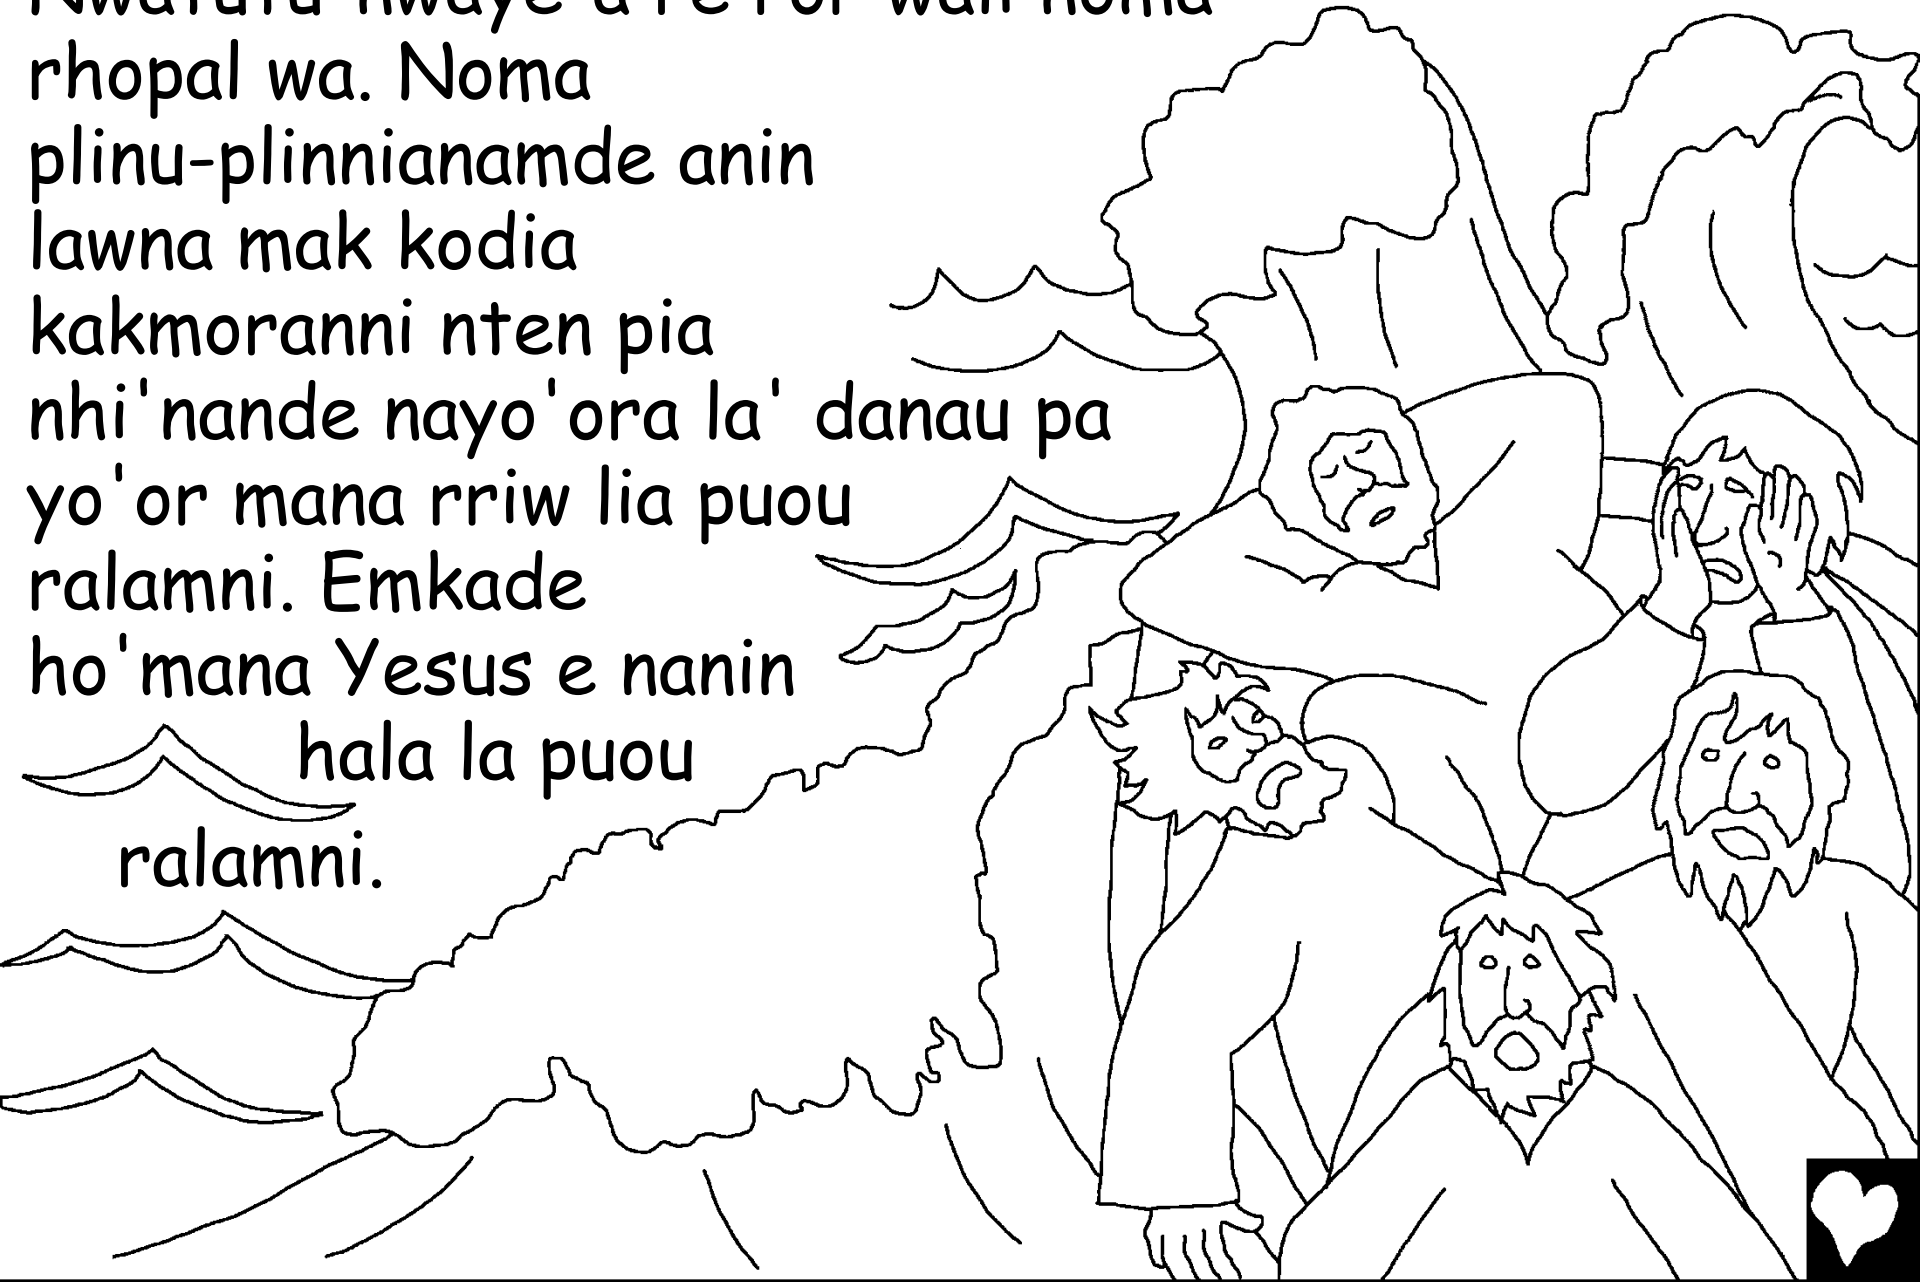 rhopal wa. Noma
plinu-plinnianamde anin
lawna mak kodia
kakmoranni nten pia
nhi'nande nayo'ora la' danau pa
yo'or mana rriw lia puou
ralamni. Emkade
ho'mana Yesus e nanin
hala la puou
ralamni.